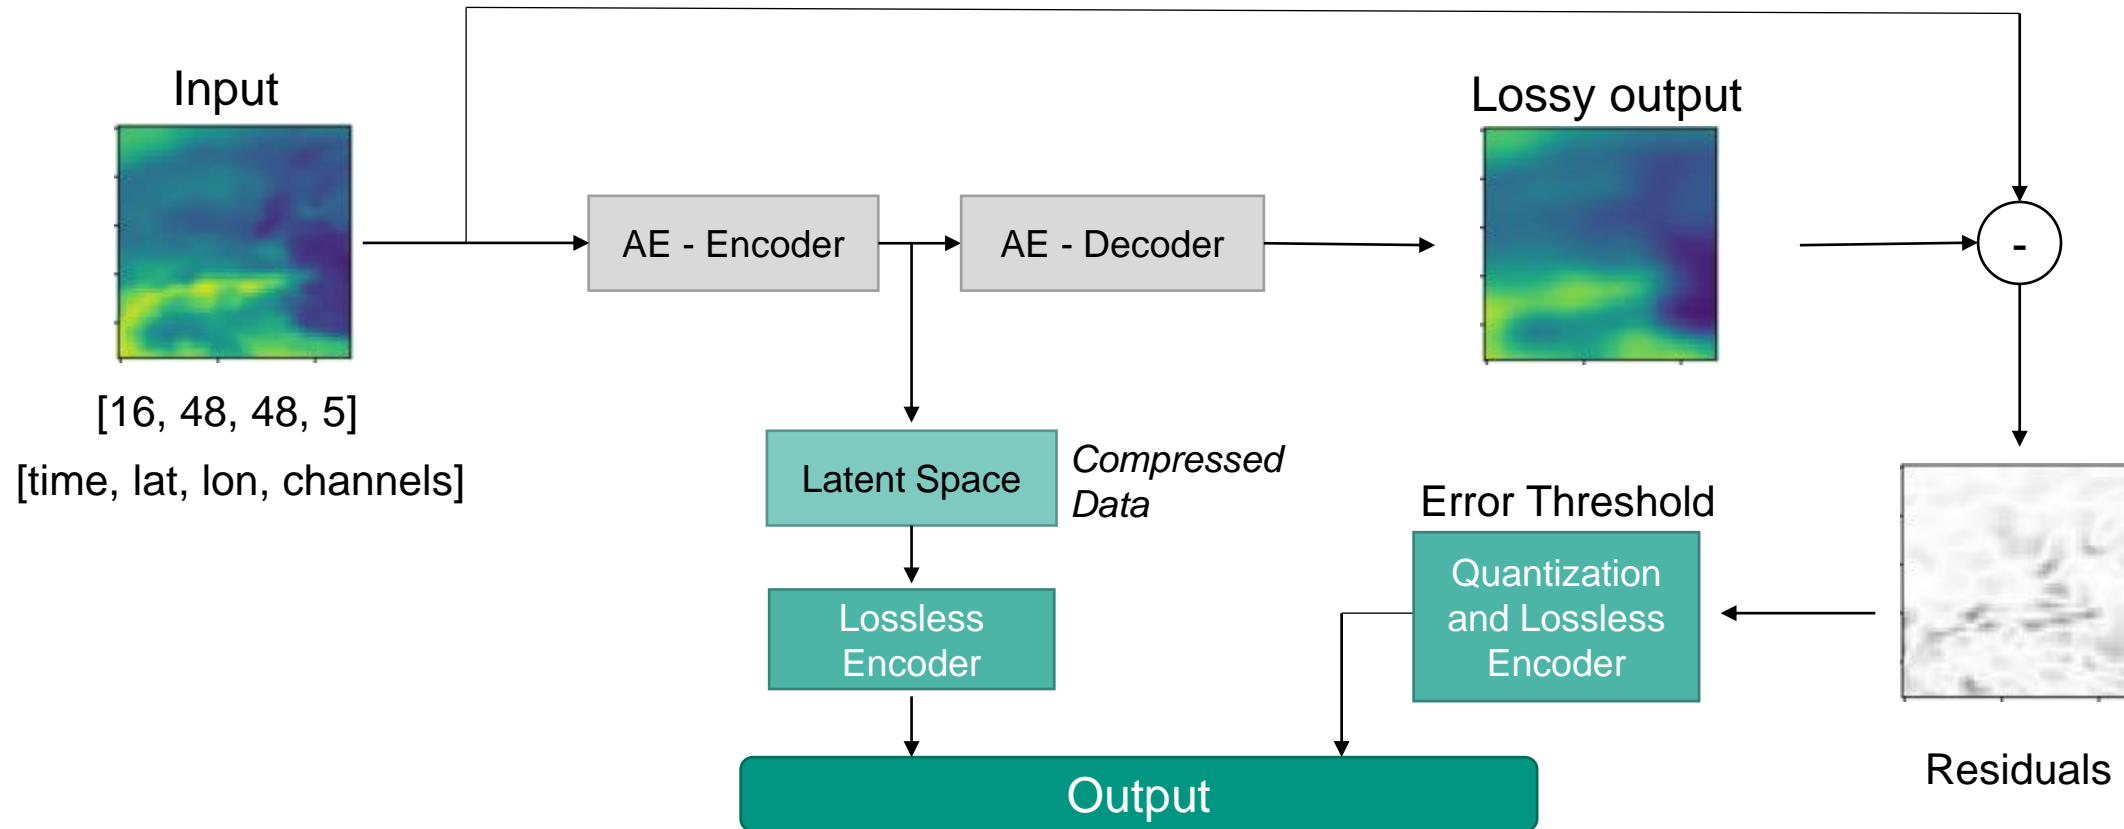 Input
[16, 48, 48, 5]
[time, lat, lon, channels]
AE - Encoder
AE - Decoder
Lossy output
-
Latent Space
Compressed
Data
Lossless
Encoder
Error Threshold
Quantization
and Lossless
Encoder
Residuals
Output